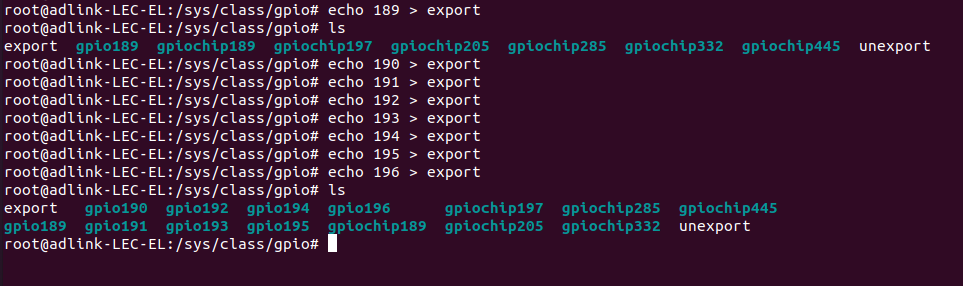 root@adlink-LEC-EL:/sys/class/gpio# echo 189 > export
root@adlink-LEC-EL:/sys/class/gpio# ls
export  gpio189  gpiochip189  gpiochip197  gpiochip205  gpiochip285  gpiochip332  gpiochip445  unexport
root@adlink-LEC-EL:/sys/class/gpio# echo 190 > export
root@adlink-LEC-EL:/sys/class/gpio# echo 191 > export
root@adlink-LEC-EL:/sys/class/gpio# echo 192 > export
root@adlink-LEC-EL:/sys/class/gpio# echo 193 > export
root@adlink-LEC-EL:/sys/class/gpio# echo 194 > export
root@adlink-LEC-EL:/sys/class/gpio# echo 195 > export
root@adlink-LEC-EL:/sys/class/gpio# echo 196 > export
root@adlink-LEC-EL:/sys/class/gpio# ls
export   gpio190  gpio192  gpio194  gpio196      gpiochip197  gpiochip285  gpiochip445
gpio189  gpio191  gpio193  gpio195  gpiochip189  gpiochip205  gpiochip332  unexport
root@adlink-LEC-EL:/sys/class/gpio#